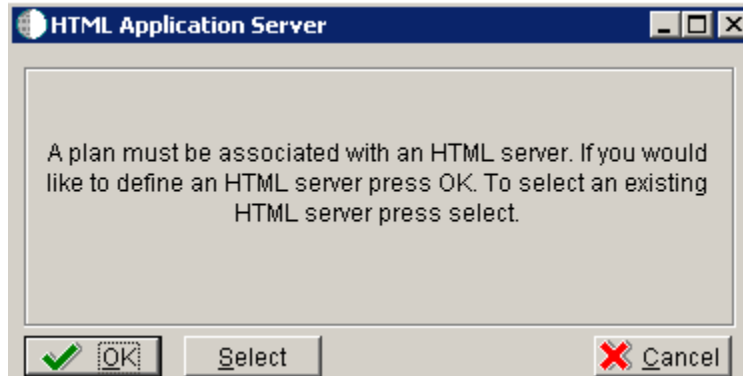 HTML Application Server
A plan must be associated with an HTML server. If you would
like to define an HTML server press OK. To select an existing
HTML server press select.
OK
Select
Cancel